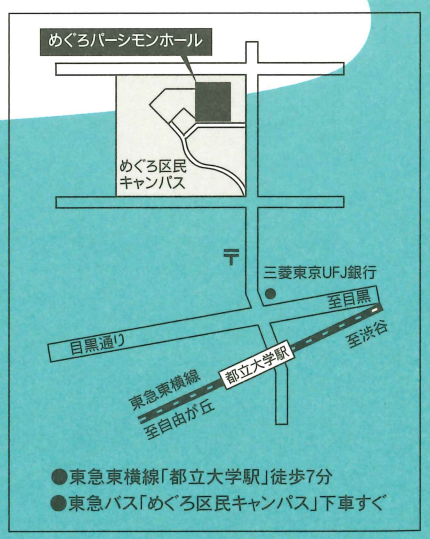 めぐろパーシモンホール
めぐろ区民
キャンパス
〒
三菱東京UFJ銀行
至目黒
目黒通り
至渋谷
都立大学駅
東急東横線
至自由が丘
●東急東横線「都立大学駅」徒歩7分
●東急バス「めぐろ区民キャンパス」下車すぐ